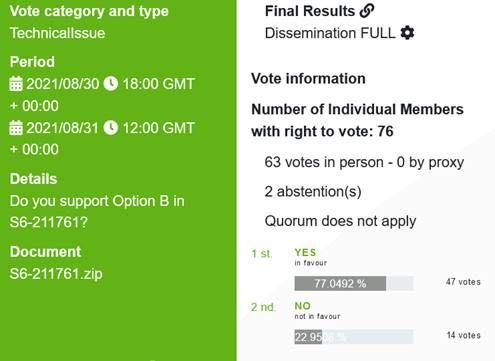 Vote category and type
TechnicalIssue
Period
2021/08/30 18:00 GMT
+ 00:00
2021/08/31 12:00 GMT
+ 00:00
Details
Do you support Option B in
S6-211761?
Document
S6-211761.zip
Final Results
Dissemination FULL
Vote information
Number of Individual Members
with right to vote: 76
63 votes in person - 0 by proxy
2 abstention(s)
Quorum does not apply
1 st. YES
in favour
77.0492 % 47 votes
2 nd. NO
not in favour
22.9508 % 14 votes